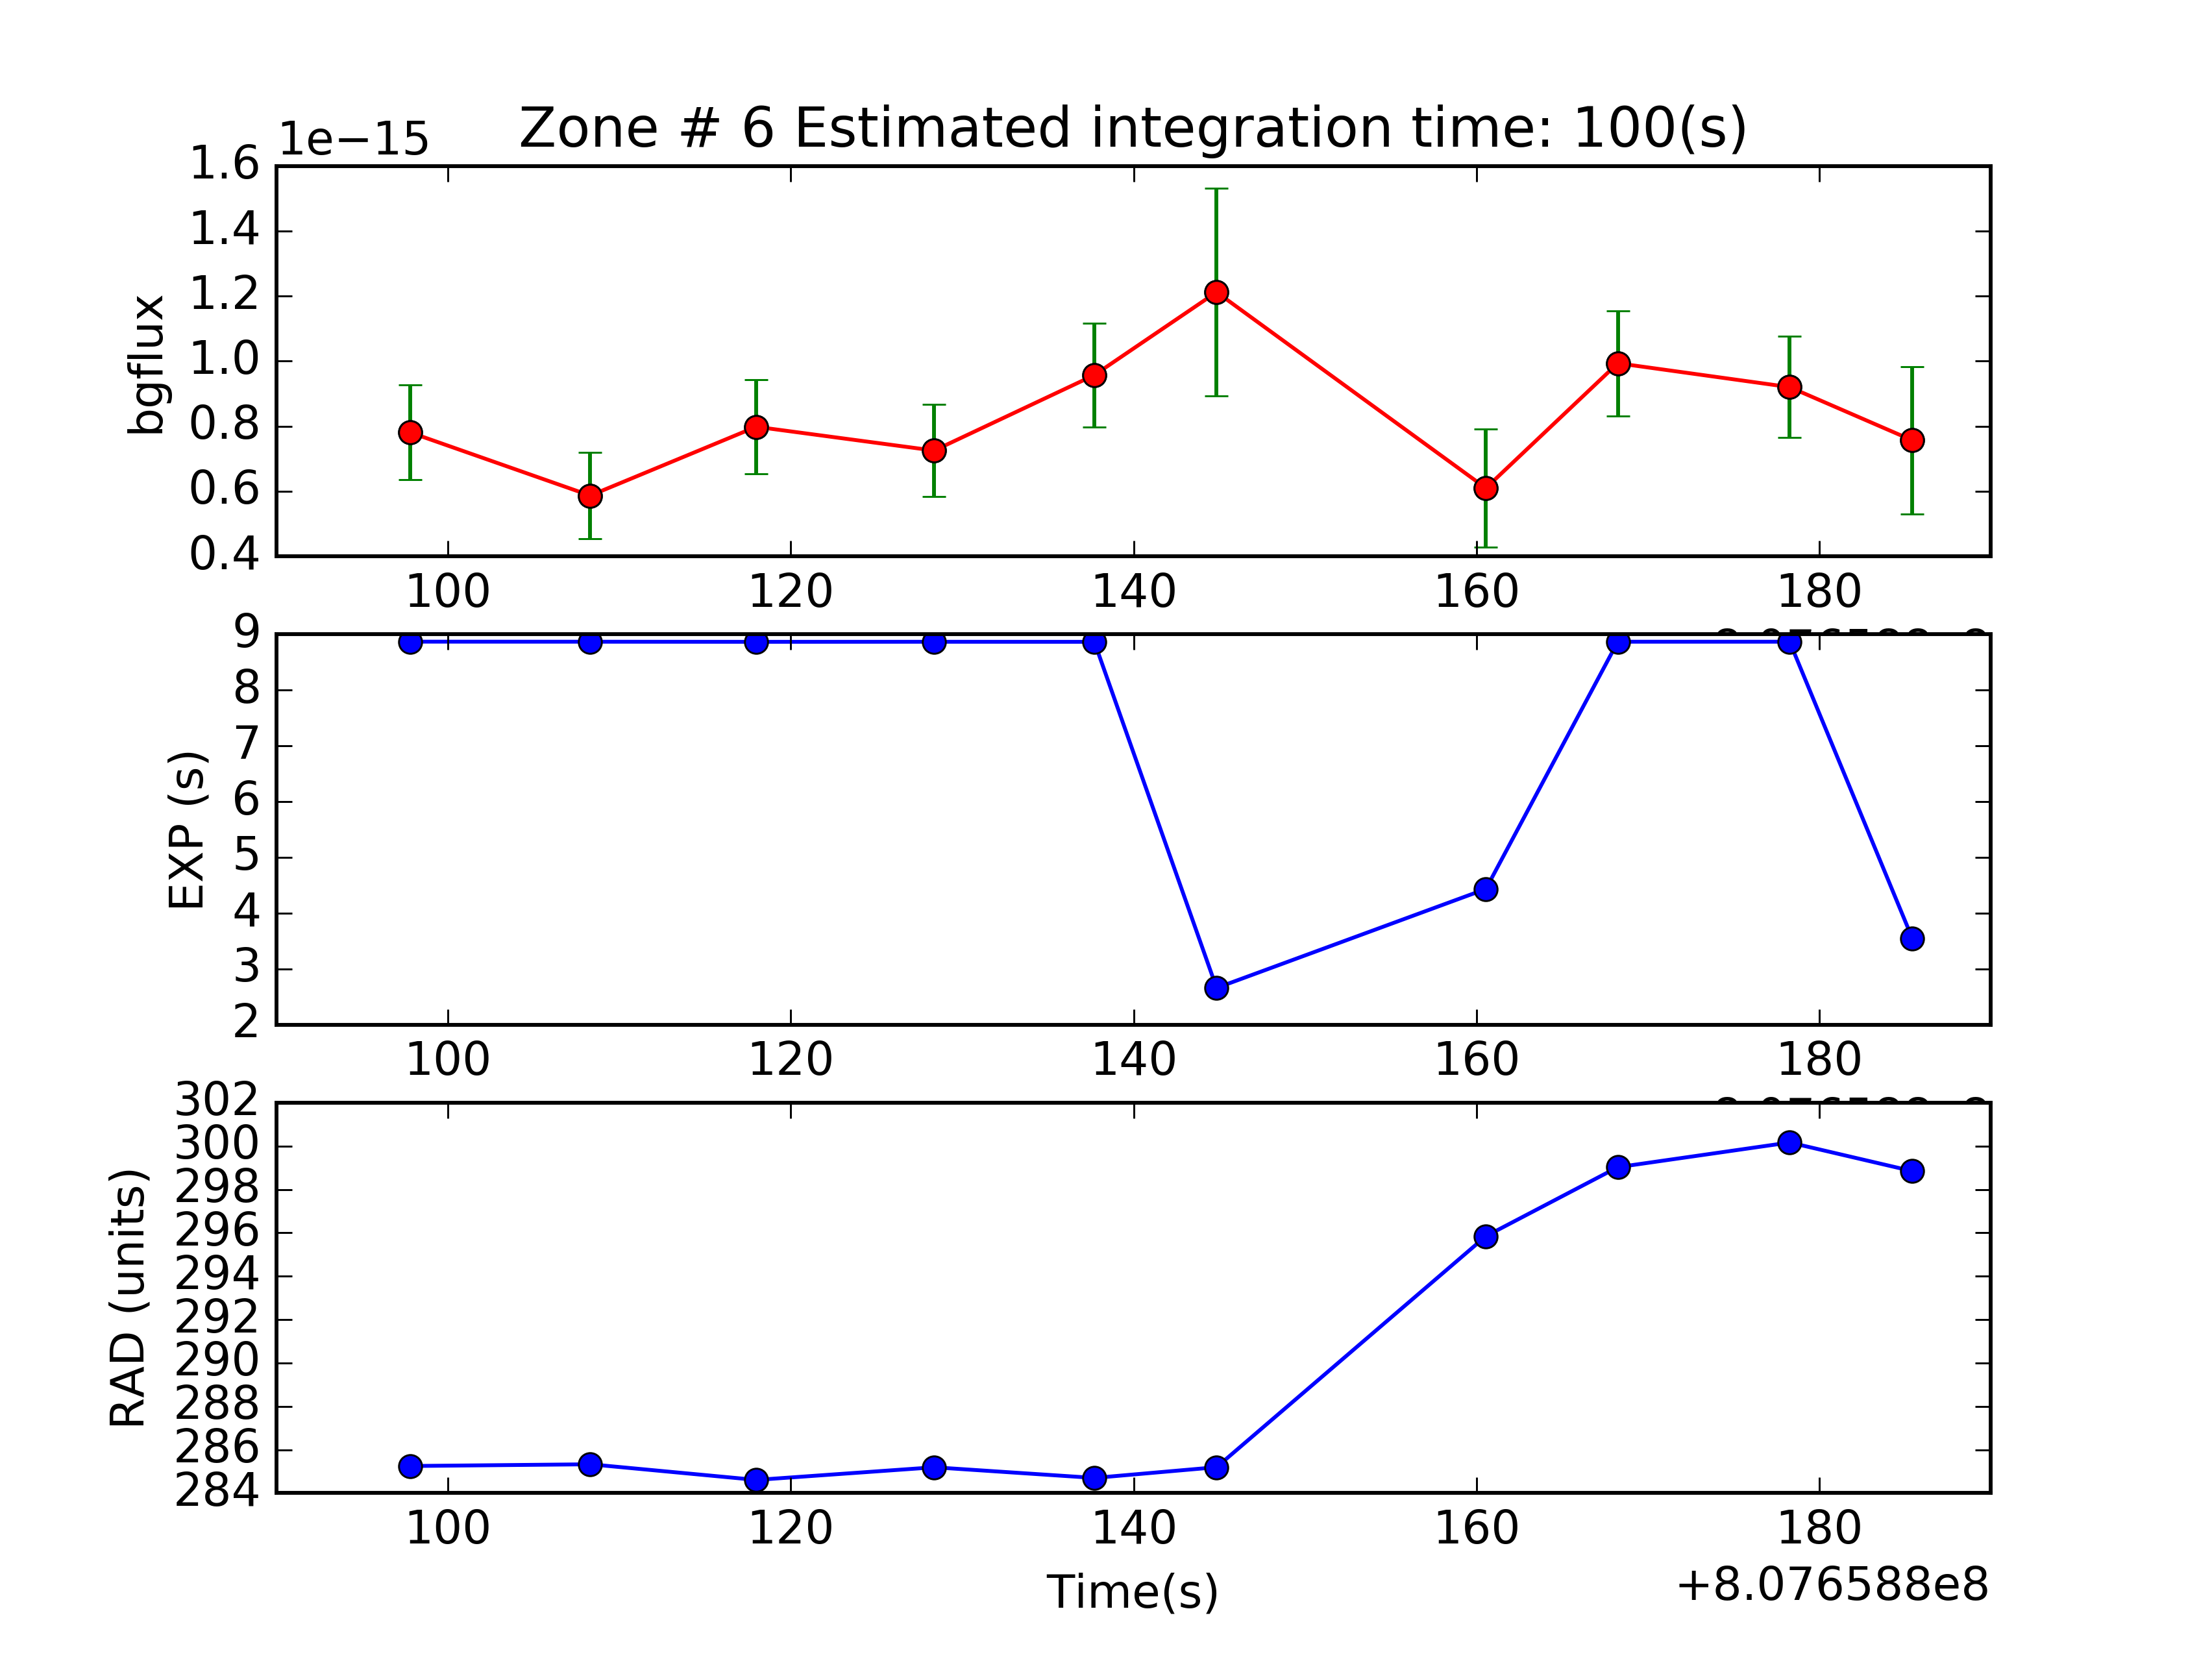 Zone # 6 Estimated integration time: 100(s)
1e−15
1.6
1.4
1.2
1.0
0.8
0.6
0.4
bgflux
100 120 140 160 180
9
8
7
6
5
4
3
2
EXP (s)
100 120 140 160 180
302
300
298
296
294
292
290
288
286
284
RAD (units)
100 120 140 160 180
Time(s)
+8.076588e8